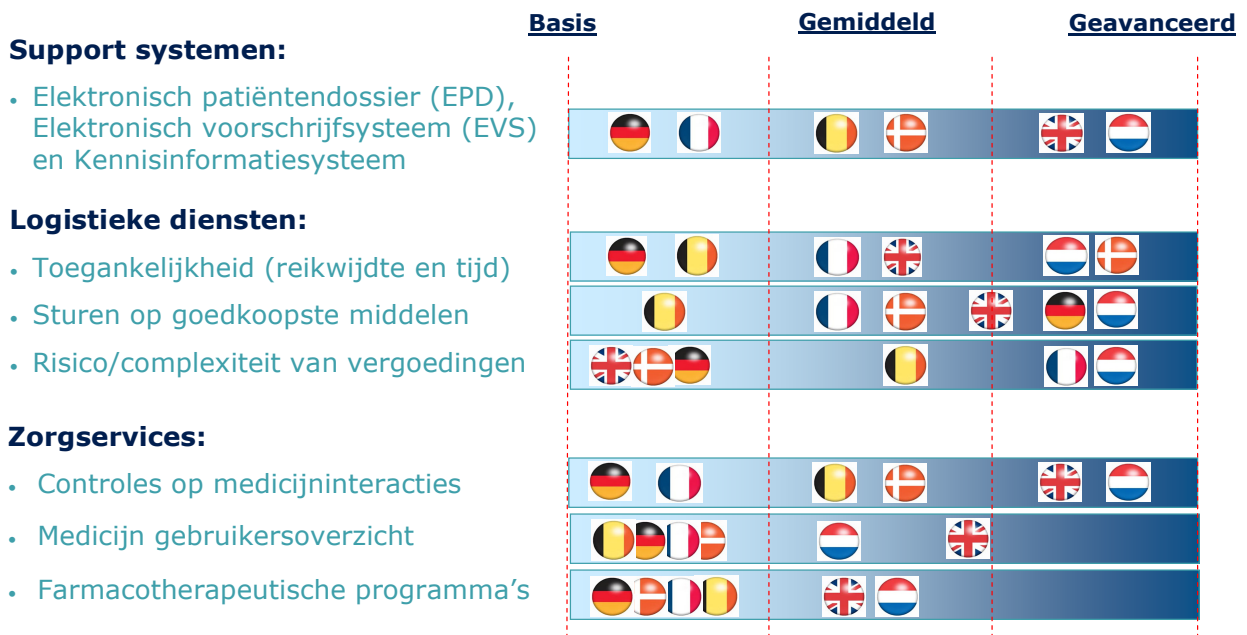 Basis
Gemiddeld
Geavanceerd
Support systemen:
• Elektronisch patiëntendossier (EPD),
Elektronisch voorschrijfsysteem (EVS)
en Kennisinformatiesysteem
Logistieke diensten:
• Toegankelijkheid (reikwijdte en tijd)
• Sturen op goedkoopste middelen
• Risico/complexiteit van vergoedingen
Zorgservices:
• Controles op medicijninteracties
• Medicijn gebruikersoverzicht
• Farmacotherapeutische programma's